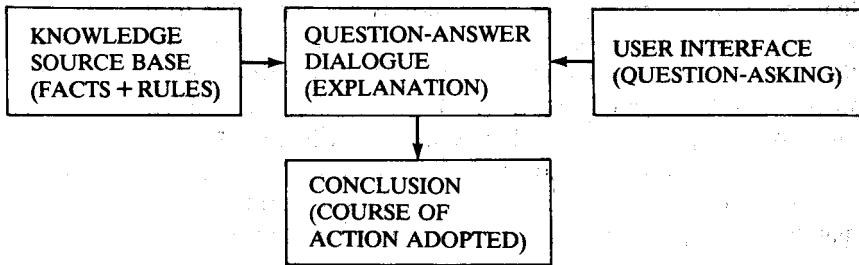 KNOWLEDGE
SOURCE BASE
(FACTS + RULES)
QUESTION-ANSWER
DIALOGUE
(EXPLANATION)
USER INTERFACE
(QUESTION-ASKING)
CONCLUSION
(COURSE OF
ACTION ADOPTED)